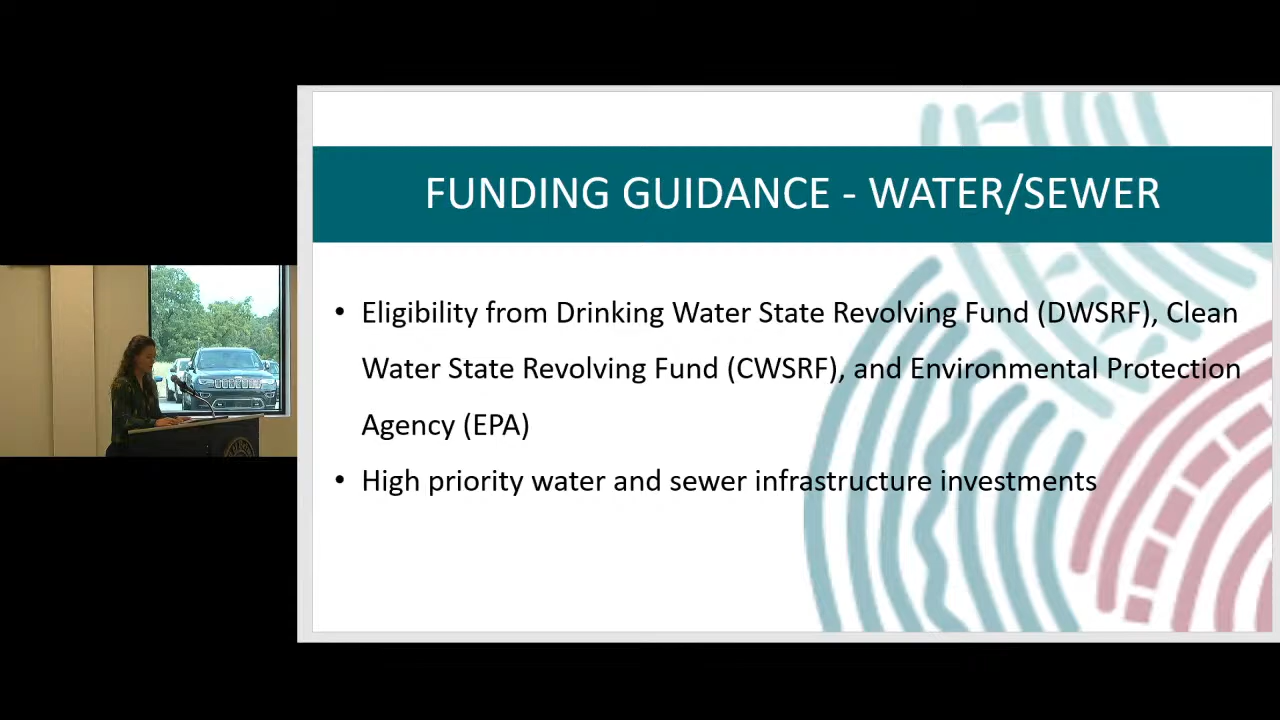 FUNDING GUIDANCE - WATER/SEWER
• Eligibility from Drinking Water State Revolving Fund (DWSRF), Clean
Water State Revolving Fund (CWSRF), and Environmental Protection
Agency (EPA)
• High priority water and sewer infrastructure investments